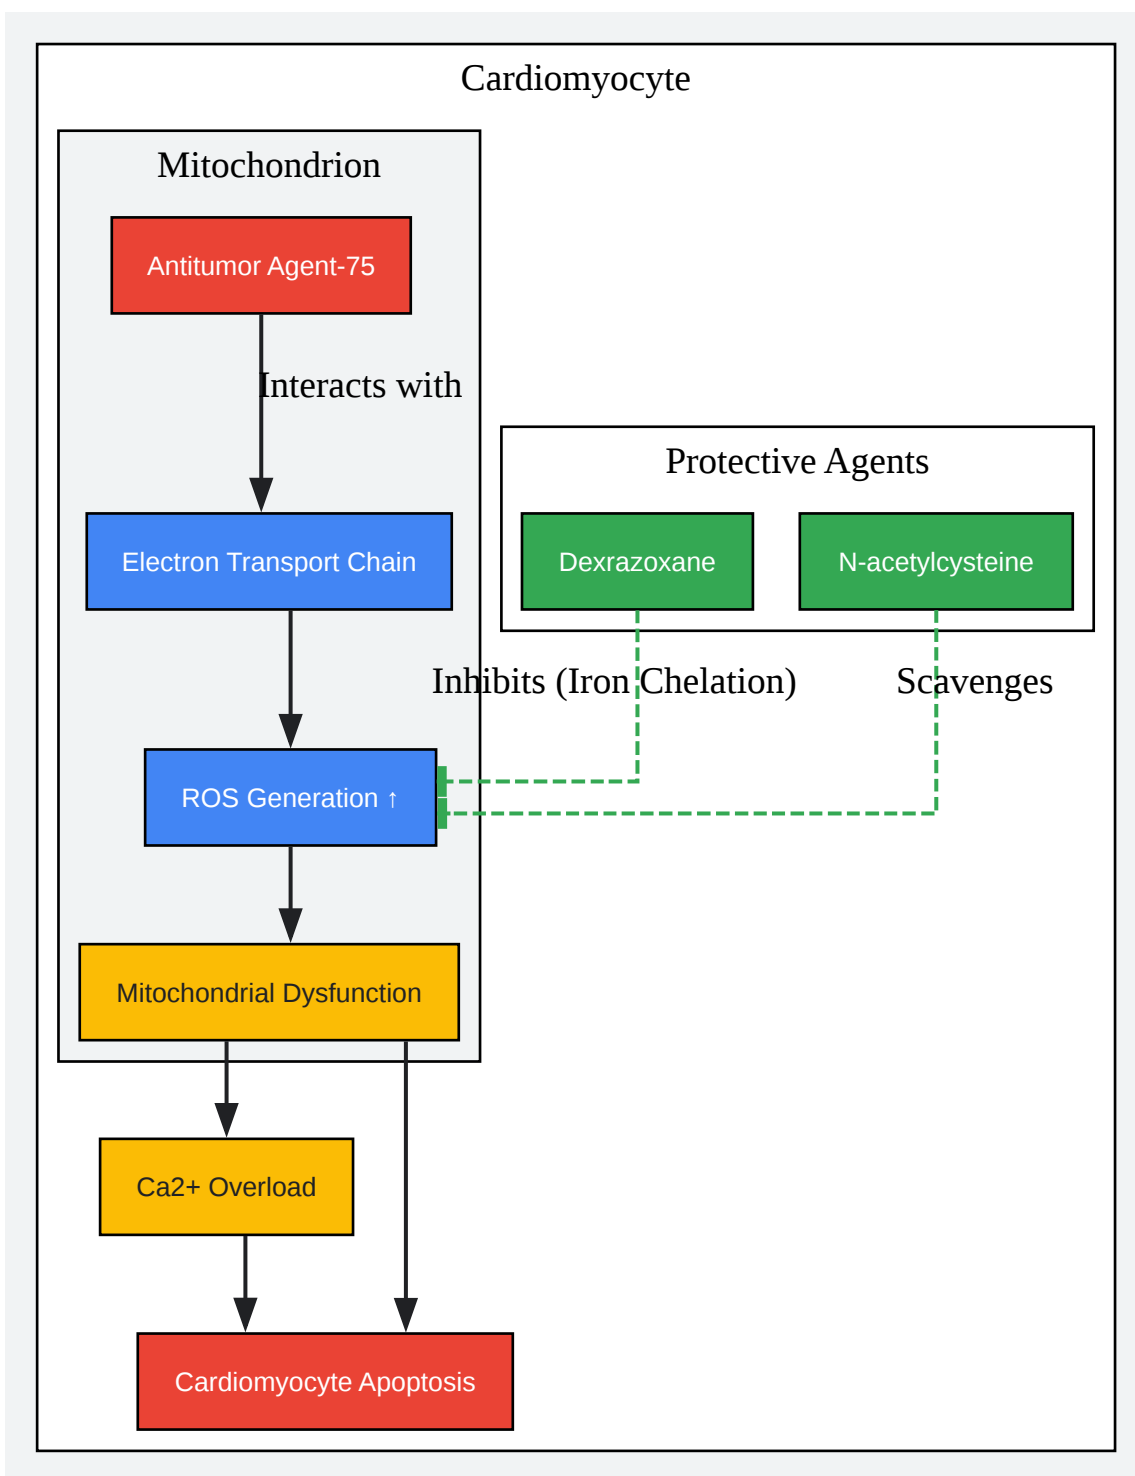 Cardiomyocyte
Mitochondrion
Antitumor Agent-75
Interacts with
Electron Transport Chain
Protective Agents
Dexrazoxane
N-acetylcysteine
Inhibits (Iron Chelation)
Scavenges
ROS Generation ↑
Mitochondrial Dysfunction
Ca2+ Overload
Cardiomyocyte Apoptosis